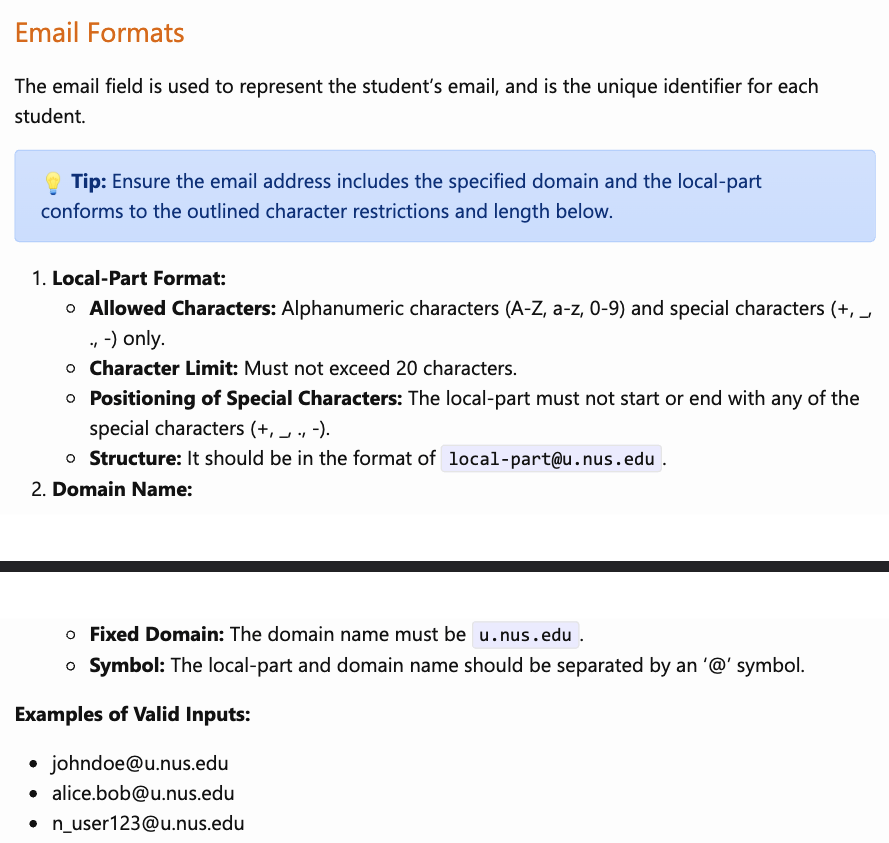 Email Formats
The email field is used to represent the student’s email, and is the unique identifier for each
student.
💡 Tip: Ensure the email address includes the specified domain and the local-part
conforms to the outlined character restrictions and length below.
1. Local-Part Format:
◦ Allowed Characters: Alphanumeric characters (A-Z, a-z, 0-9) and special characters (+, _,
., -) only.
◦ Character Limit: Must not exceed 20 characters.
◦ Positioning of Special Characters: The local-part must not start or end with any of the
special characters (+, _, ., -).
◦ Structure: It should be in the format of local-part@u.nus.edu.
2. Domain Name:
◦ Fixed Domain: The domain name must be u.nus.edu.
◦ Symbol: The local-part and domain name should be separated by an ‘@’ symbol.
Examples of Valid Inputs:
• johndoe@u.nus.edu
• alice.bob@u.nus.edu
• n_user123@u.nus.edu